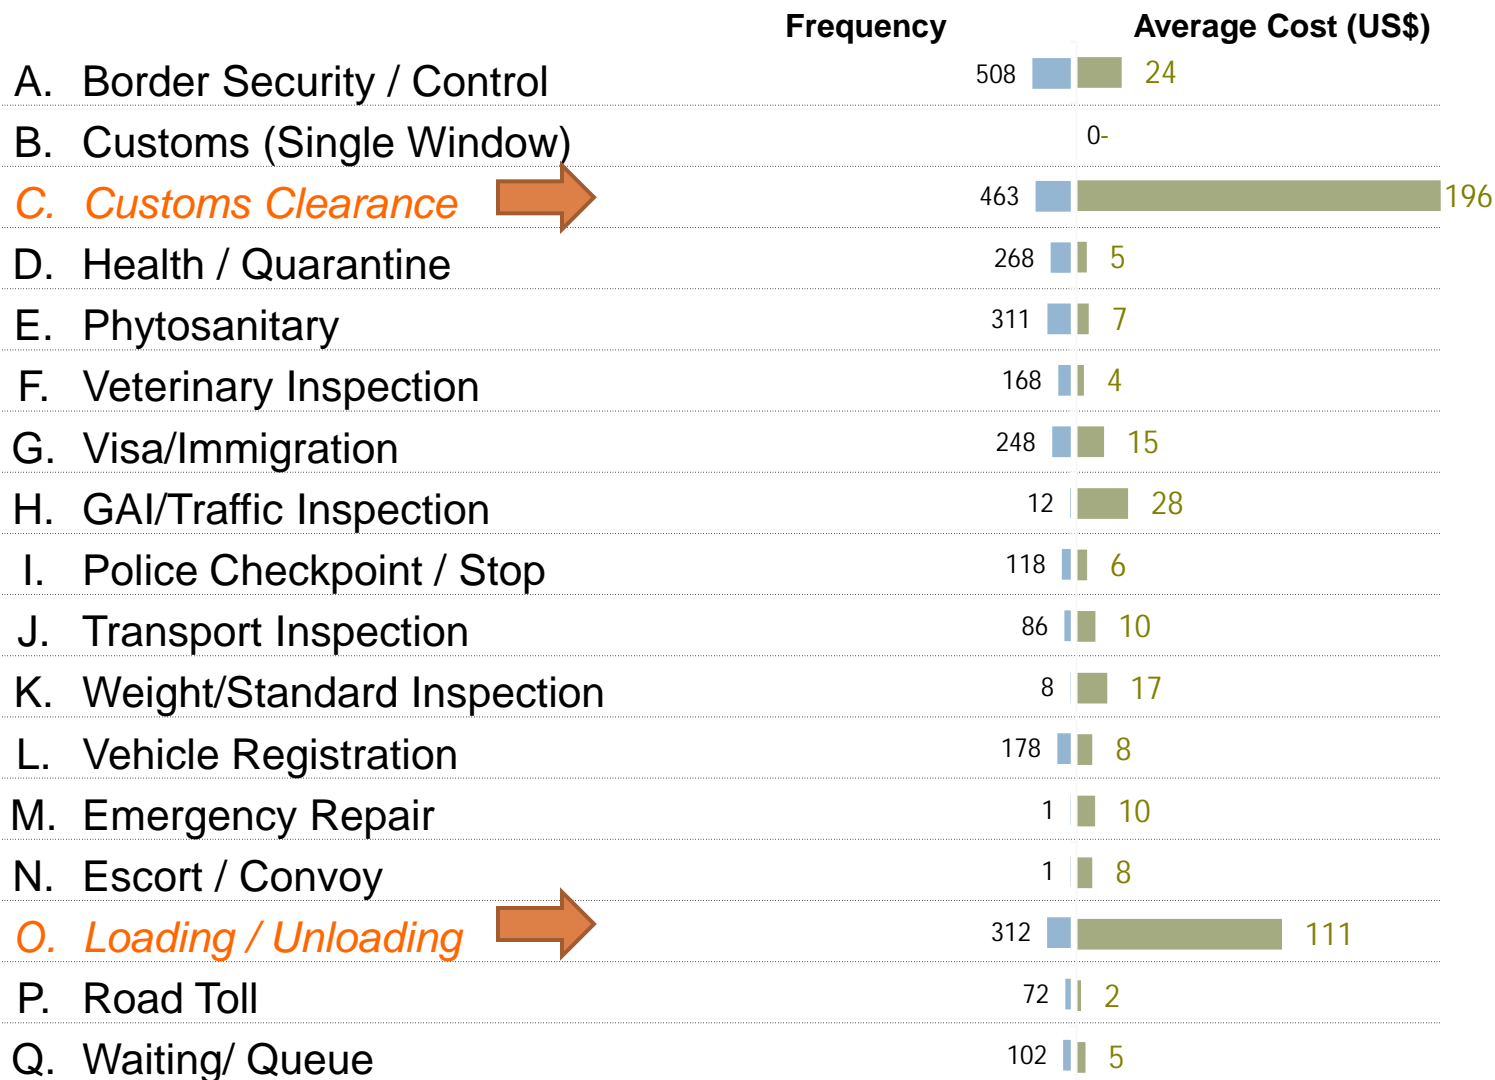 Frequency Average Cost (US$)
A. Border Security / Control 508 24
B. Customs (Single Window) 0-
C. Customs Clearance 463 196
D. Health / Quarantine 268 5
E. Phytosanitary 311 7
F. Veterinary Inspection 168 4
G. Visa/Immigration 248 15
H. GAI/Traffic Inspection 12 28
I. Police Checkpoint / Stop 118 6
J. Transport Inspection 86 10
K. Weight/Standard Inspection 8 17
L. Vehicle Registration 178 8
M. Emergency Repair 1 10
N. Escort / Convoy 1 8
O. Loading / Unloading 312 111
P. Road Toll 72 2
Q. Waiting/ Queue 102 5